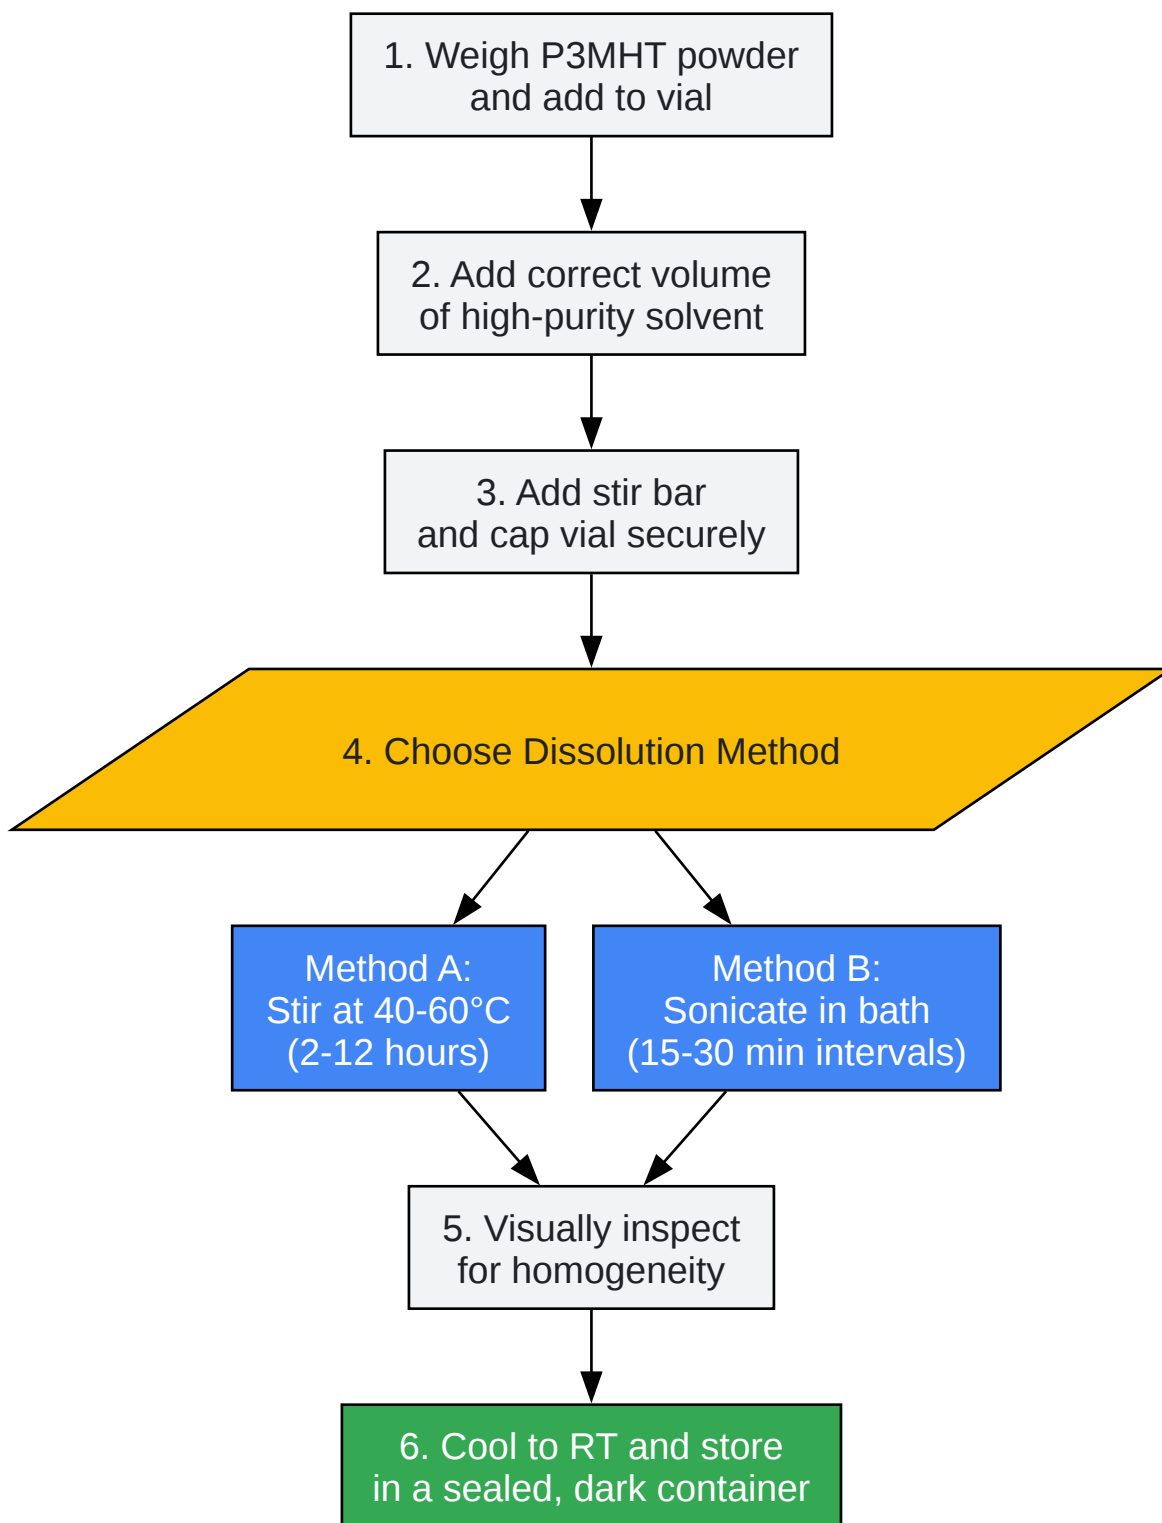 1. Weigh P3MHT powder
and add to vial
2. Add correct volume
of high-purity solvent
3. Add stir bar
and cap vial securely
4. Choose Dissolution Method
Method A:
Stir at 40-60°C
(2-12 hours)
Method B:
Sonicate in bath
(15-30 min intervals)
5. Visually inspect
for homogeneity
6. Cool to RT and store
in a sealed, dark container